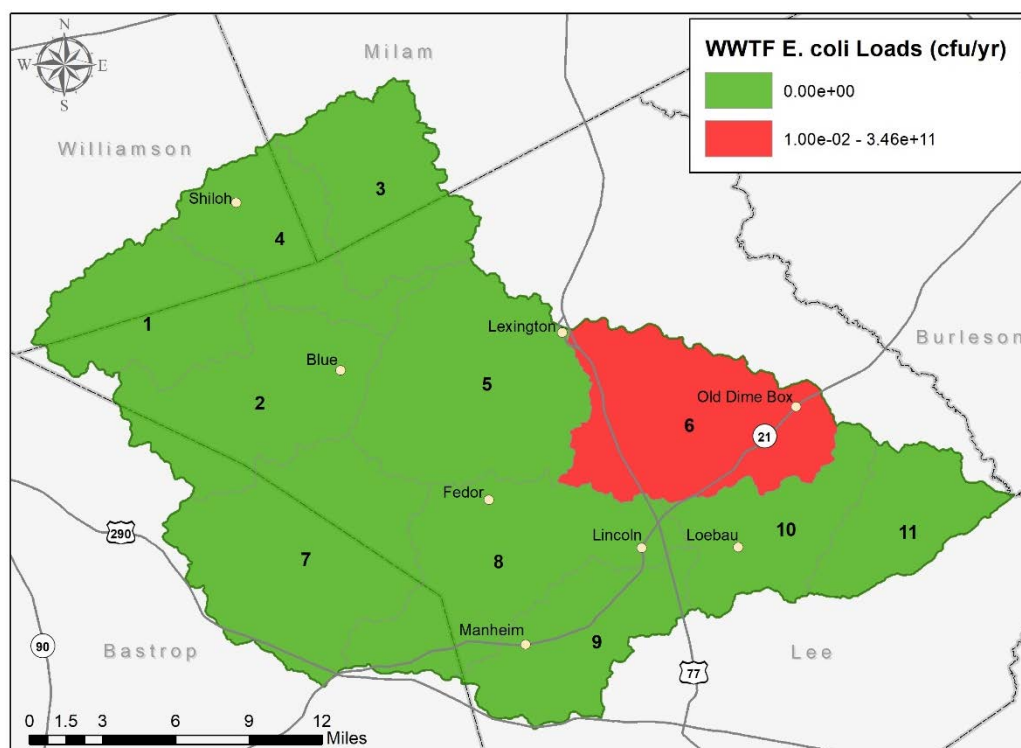 N
W E
S
Milam
WWTF E. coli Loads (cfu/yr)
0.00e+00
1.00e-02 - 3.46e+11
Williamson
3
Shiloh
4
1
Lexington
Burleson
Blue
5
2
Old Dime Box
6
21
Fedor
290
Lincoln
Loebau
10
11
7
8
Manheim
9
90
Bastrop
Lee
77
0 1.5 3 6 9 12
Miles